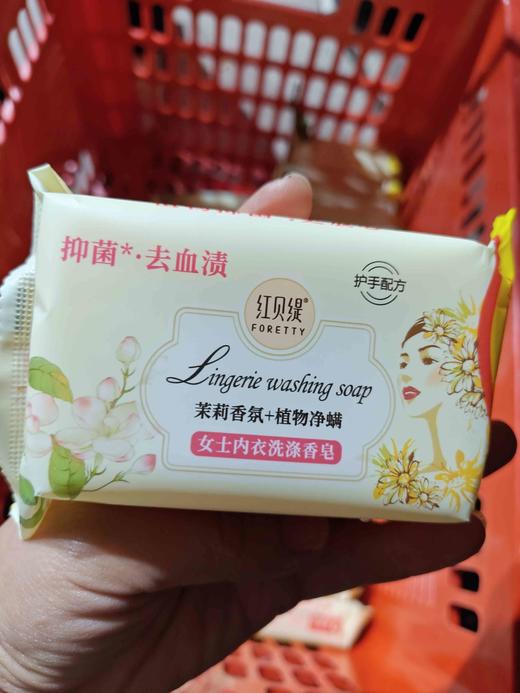 抑菌*·去血渍
护手配方
红贝缇®
FORETTY
Lingerie washing soap
茉莉香氛+植物净螨
女士内衣洗涤香皂